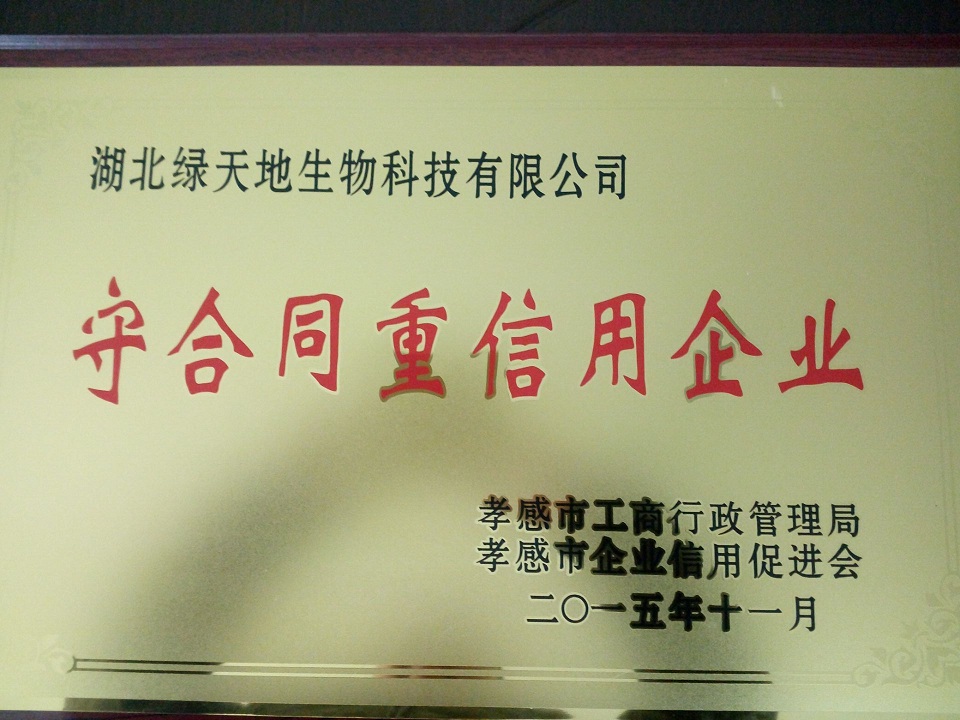 湖北绿天地生物科技有限公司
守合同重信用企业
孝感市工商行政管理局
孝感市企业信用促进会
二〇一五年十一月